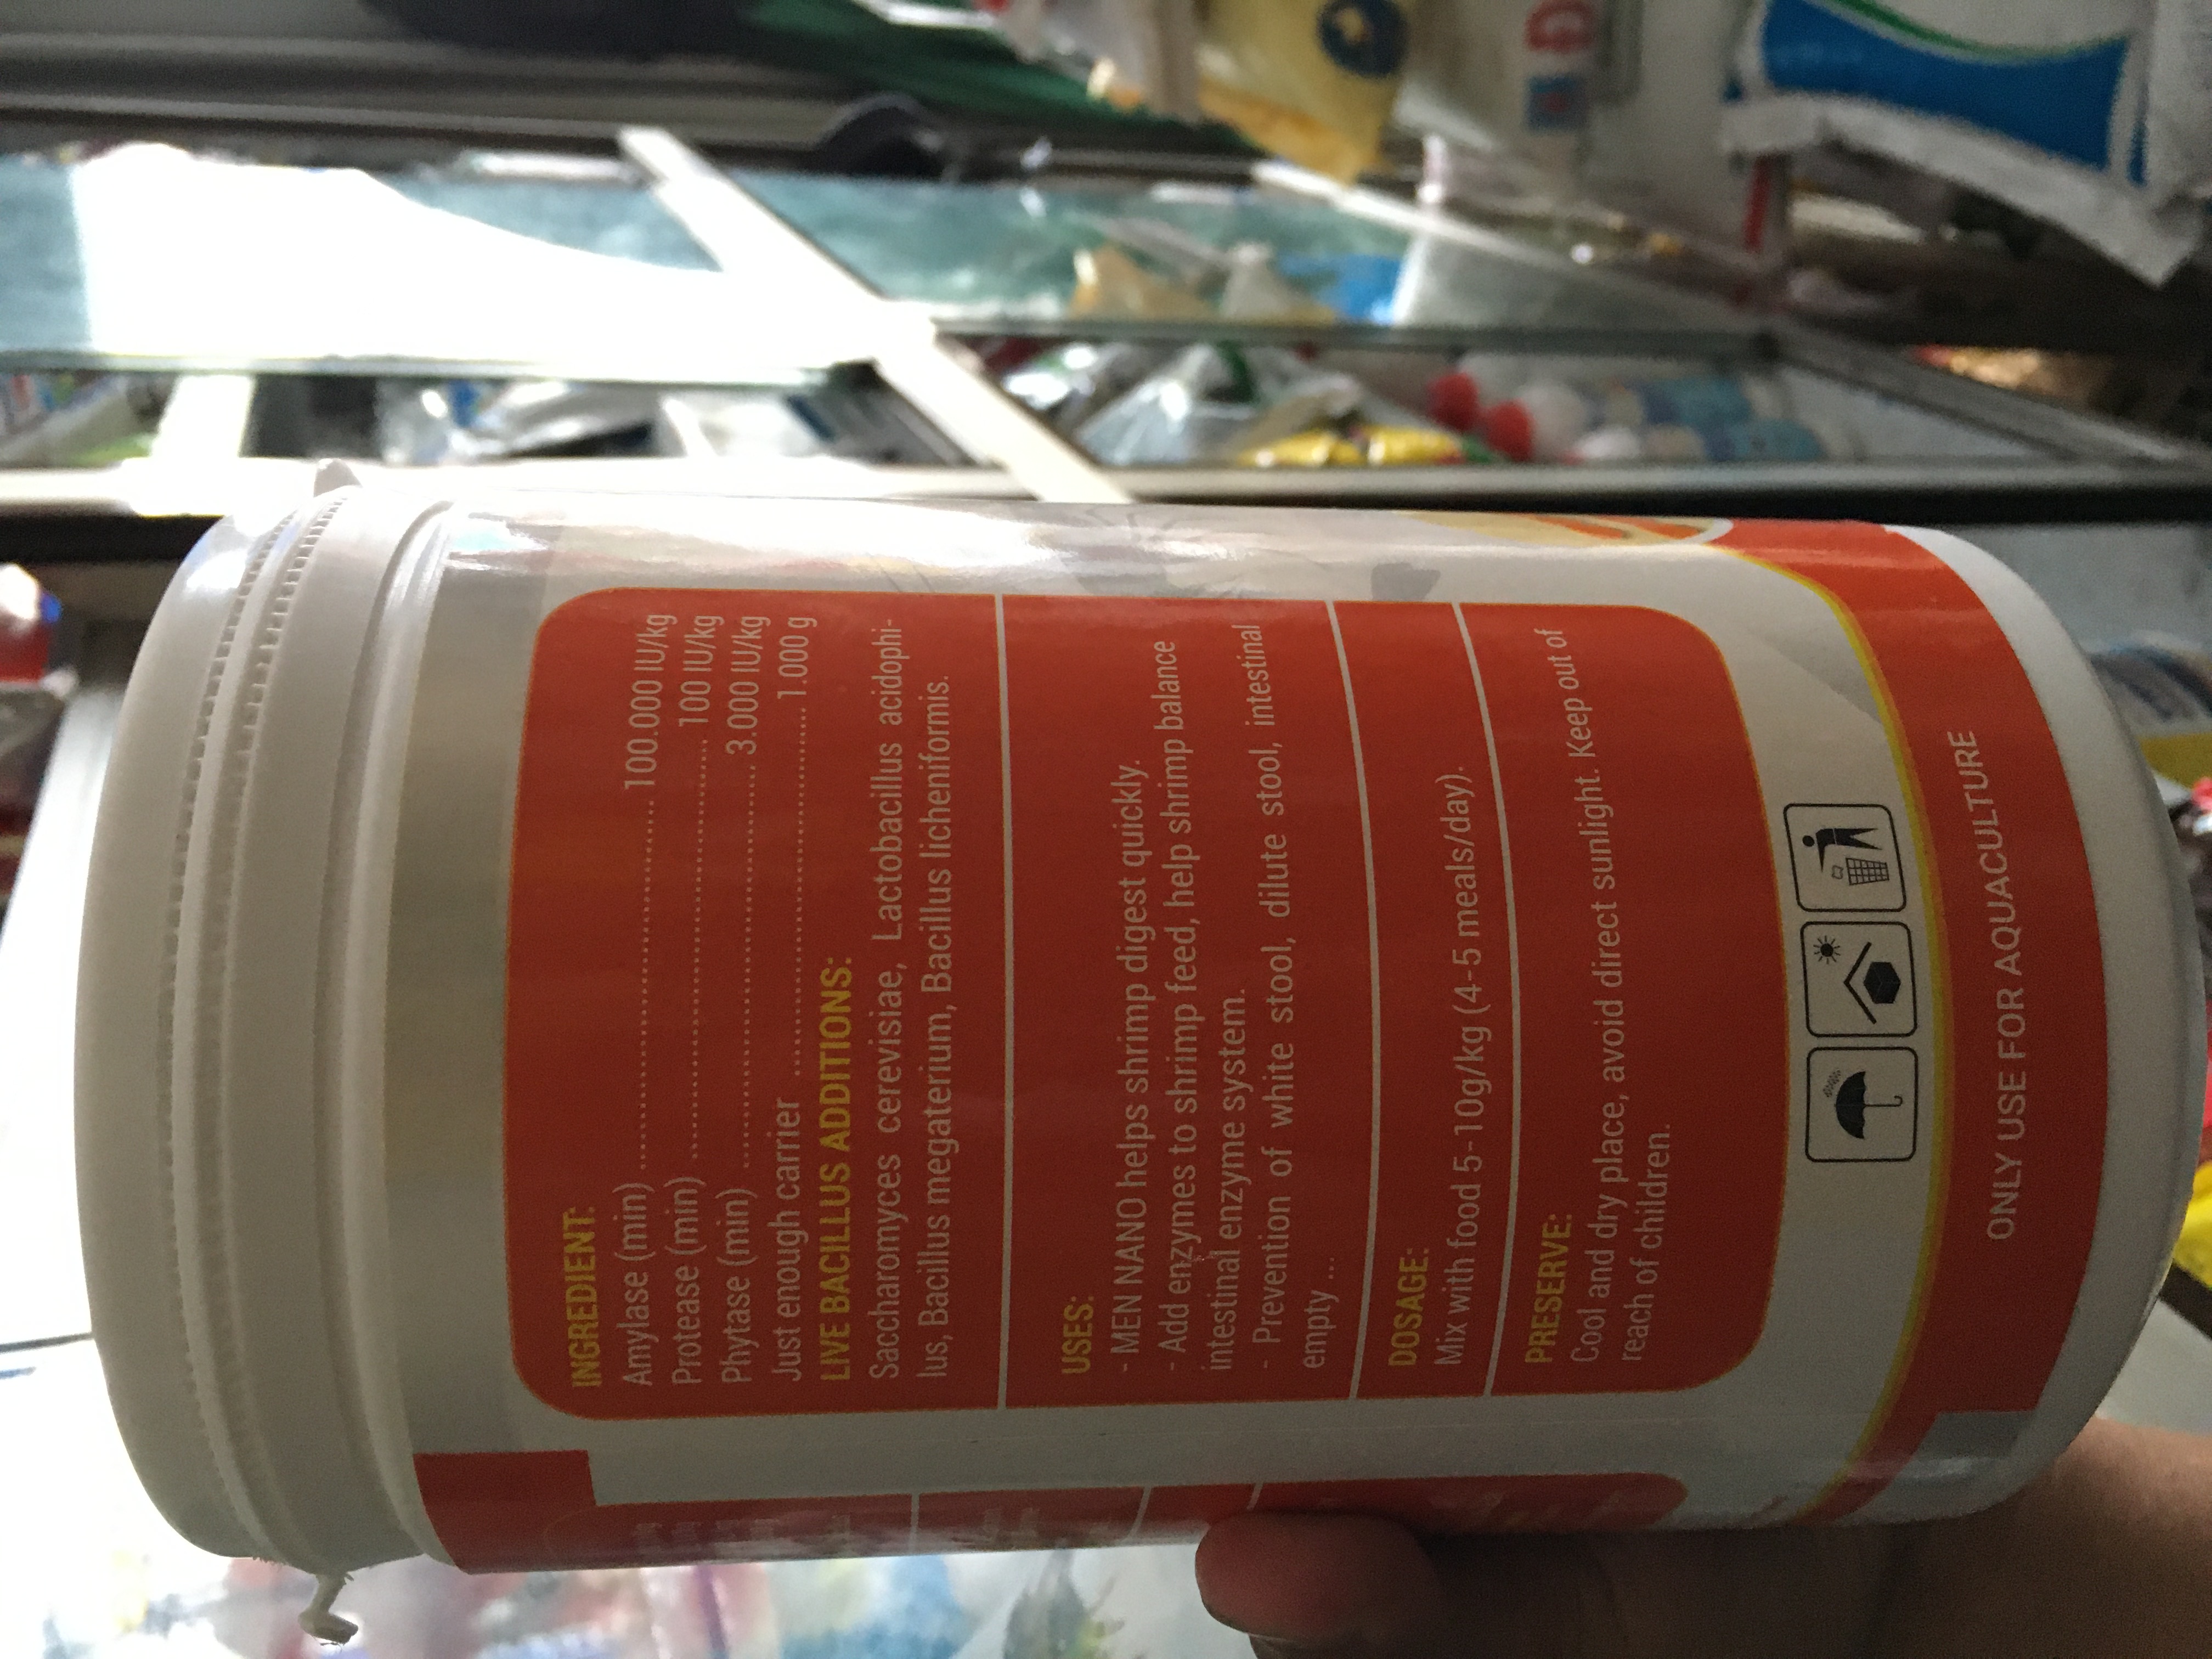 INGREDIENT:
Amylase (min) ........................................ 100.000 IU/kg
Protease (min) ........................................ 100 IU/kg
Phytase (min) ........................................ 3.000 IU/kg
Just enough carrier ........................................ 1.000 g
LIVE BACILLUS ADDITIONS:
Saccharomyces cerevisiae, Lactobacillus acidophi-
lus, Bacillus megaterium, Bacillus licheniformis.
USES:
- MEN NANO helps shrimp digest quickly.
- Add enzymes to shrimp feed, help shrimp balance
intestinal enzyme system.
- Prevention of white stool, dilute stool, intestinal
empty ...
DOSAGE:
Mix with food 5-10g/kg (4-5 meals/day).
PRESERVE:
Cool and dry place, avoid direct sunlight. Keep out of
reach of children.
ONLY USE FOR AQUACULTURE